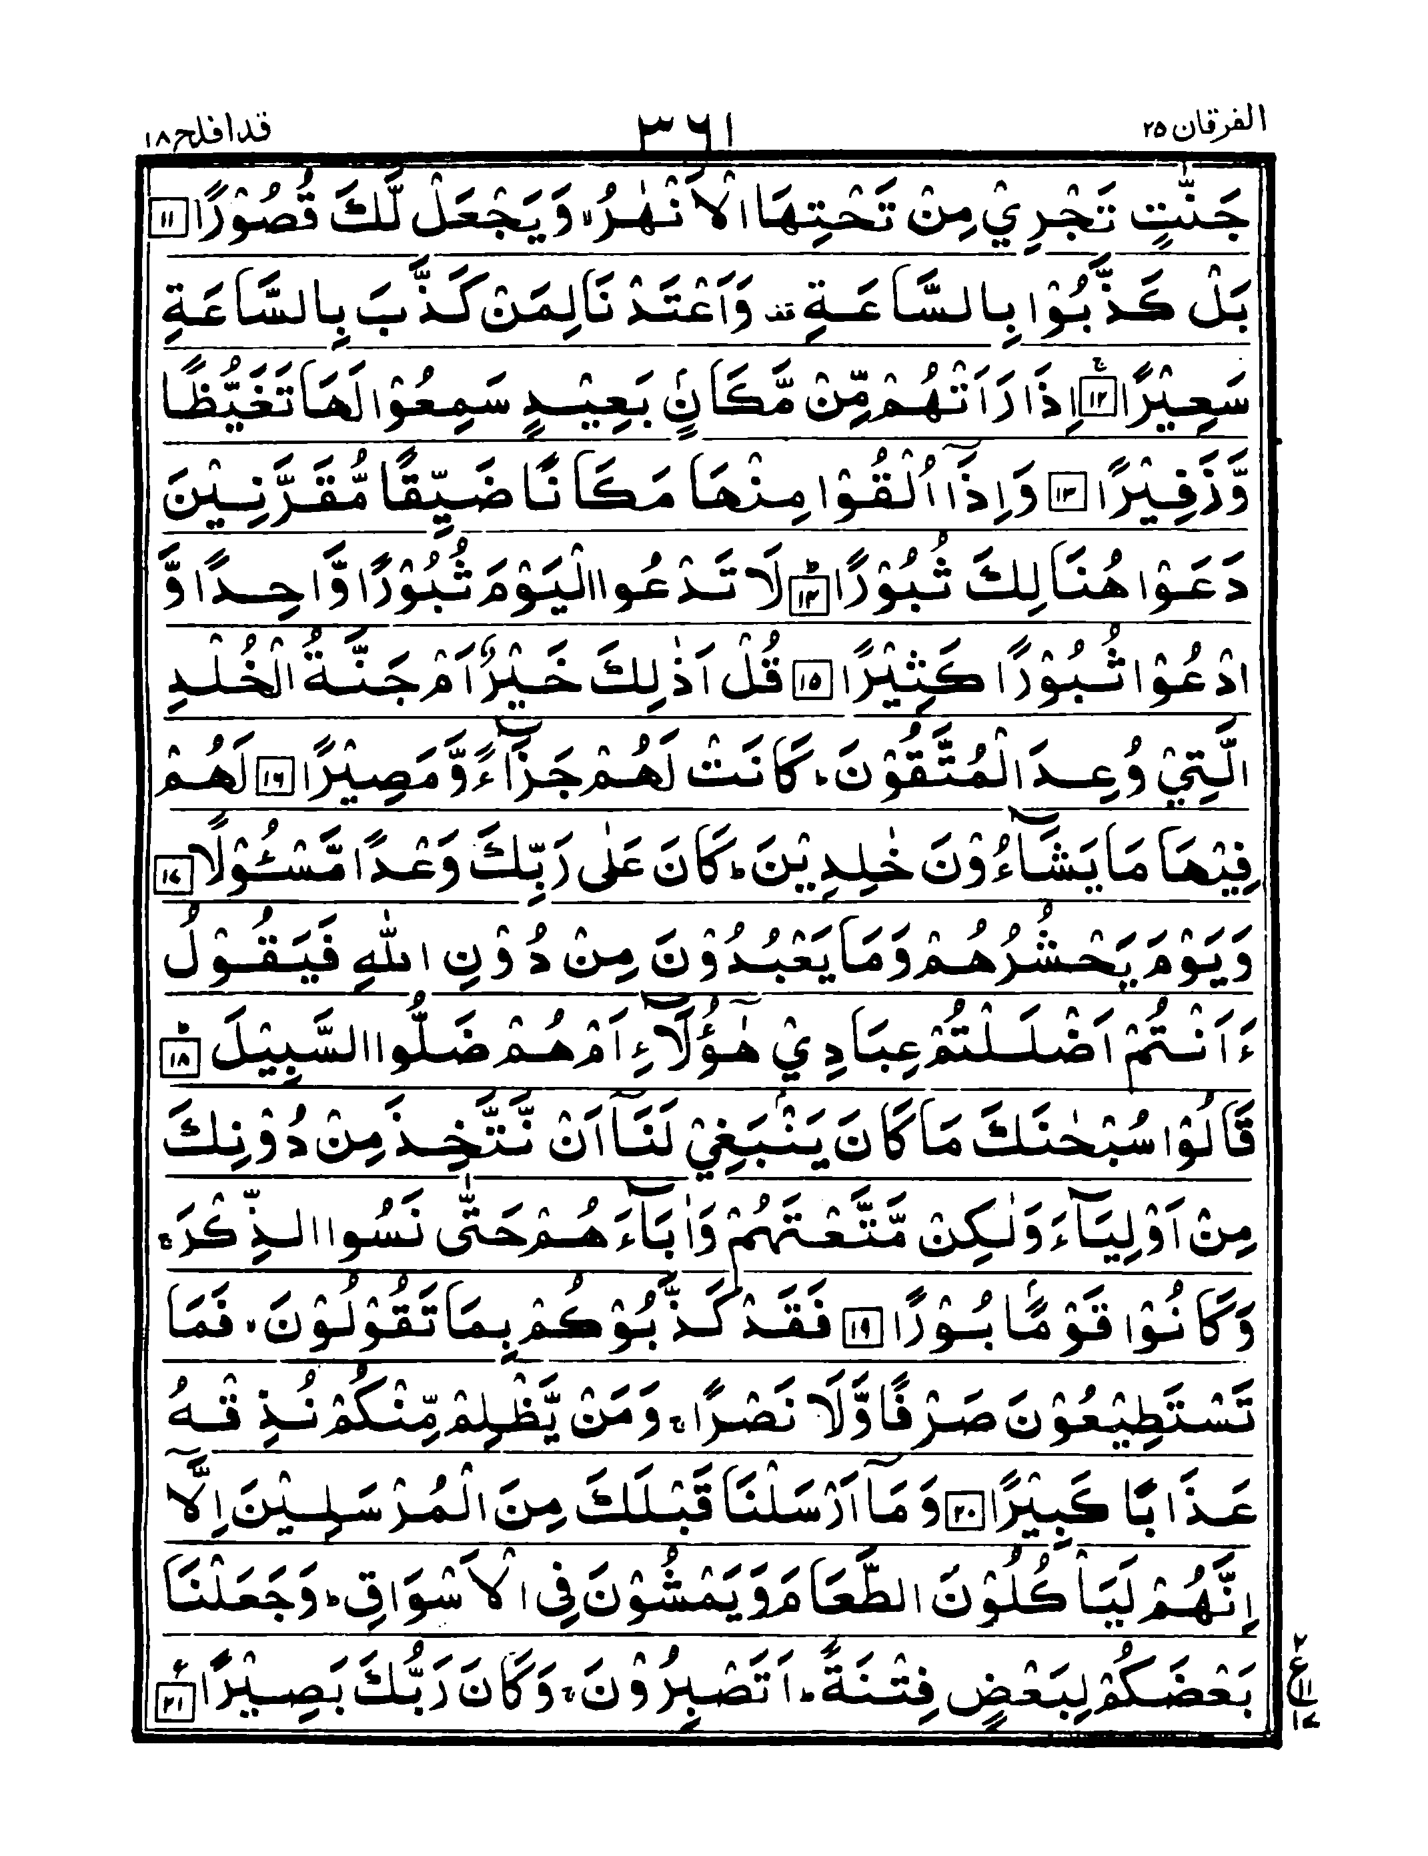 الفرقان ٢٥
٣٦١
قد افلح ١٨
جَنّٰتٍ تَجْرِيْ مِنْ تَحْتِهَا الْاَنْهٰرُ ۙ وَيَجْعَلْ لَّكَ قُصُوْرًا ١١
بَلْ كَذَّبُوْا بِالسَّاعَةِ ۫ وَاَعْتَدْنَا لِمَنْ كَذَّبَ بِالسَّاعَةِ
سَعِيْرًا ١٢ۚ اِذَا رَاَتْهُمْ مِّنْ مَّكَانٍۭ بَعِيْدٍ سَمِعُوْا لَهَا تَغَيُّظًا
وَّزَفِيْرًا ١٣ وَاِذَآ اُلْقُوْا مِنْهَا مَكَانًا ضَيِّقًا مُّقَرَّنِيْنَ
دَعَوْا هُنَالِكَ ثُبُوْرًا ١٤ؕ لَا تَدْعُوا الْيَوْمَ ثُبُوْرًا وَّاحِدًا وَّ
ادْعُوْا ثُبُوْرًا كَثِيْرًا ١٥ قُلْ اَذٰلِكَ خَيْرٌ اَمْ جَنَّةُ الْخُلْدِ
الَّتِيْ وُعِدَ الْمُتَّقُوْنَ ؕ كَانَتْ لَهُمْ جَزَآءً وَّمَصِيْرًا ١٦ لَهُمْ
فِيْهَا مَا يَشَآءُوْنَ خٰلِدِيْنَ ؕ كَانَ عَلٰى رَبِّكَ وَعْدًا مَّسْـُٔوْلًا ١٧
وَيَوْمَ يَحْشُرُهُمْ وَمَا يَعْبُدُوْنَ مِنْ دُوْنِ اللهِ فَيَقُوْلُ
ءَاَنْتُمْ اَضْلَلْتُمْ عِبَادِيْ هٰٓؤُلَآءِ اَمْ هُمْ ضَلُّوا السَّبِيْلَ ١٨ؕ
قَالُوْا سُبْحٰنَكَ مَا كَانَ يَنْۢبَغِيْ لَنَآ اَنْ نَّتَّخِذَ مِنْ دُوْنِكَ
مِنْ اَوْلِيَآءَ وَلٰكِنْ مَّتَّعْتَهُمْ وَاٰبَآءَهُمْ حَتّٰى نَسُوا الذِّكْرَ ۚ
وَكَانُوْا قَوْمًۢا بُوْرًا ١٩ فَقَدْ كَذَّبُوْكُمْ بِمَا تَقُوْلُوْنَ ۙ فَمَا
تَسْتَطِيْعُوْنَ صَرْفًا وَّلَا نَصْرًا ۚ وَمَنْ يَّظْلِمْ مِّنْكُمْ نُذِقْهُ
عَذَابًا كَبِيْرًا ٢٠ وَمَآ اَرْسَلْنَا قَبْلَكَ مِنَ الْمُرْسَلِيْنَ اِلَّآ
اِنَّهُمْ لَيَاْكُلُوْنَ الطَّعَامَ وَيَمْشُوْنَ فِى الْاَسْوَاقِ ؕ وَجَعَلْنَا
بَعْضَكُمْ لِبَعْضٍ فِتْنَةً ؕ اَتَصْبِرُوْنَ ۚ وَكَانَ رَبُّكَ بَصِيْرًا ٢١
٢
ع
١١
١٧